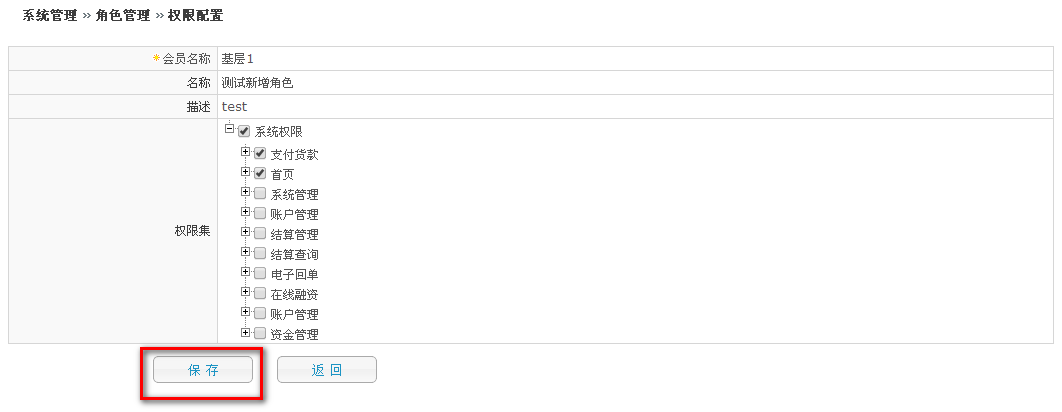 系统管理 » 角色管理 » 权限配置
* 会员名称 基层1
名称 测试新增角色
描述 test
权限集
系统权限
支付货款
首页
系统管理
账户管理
结算管理
结算查询
电子回单
在线融资
账户管理
资金管理
保 存 返 回